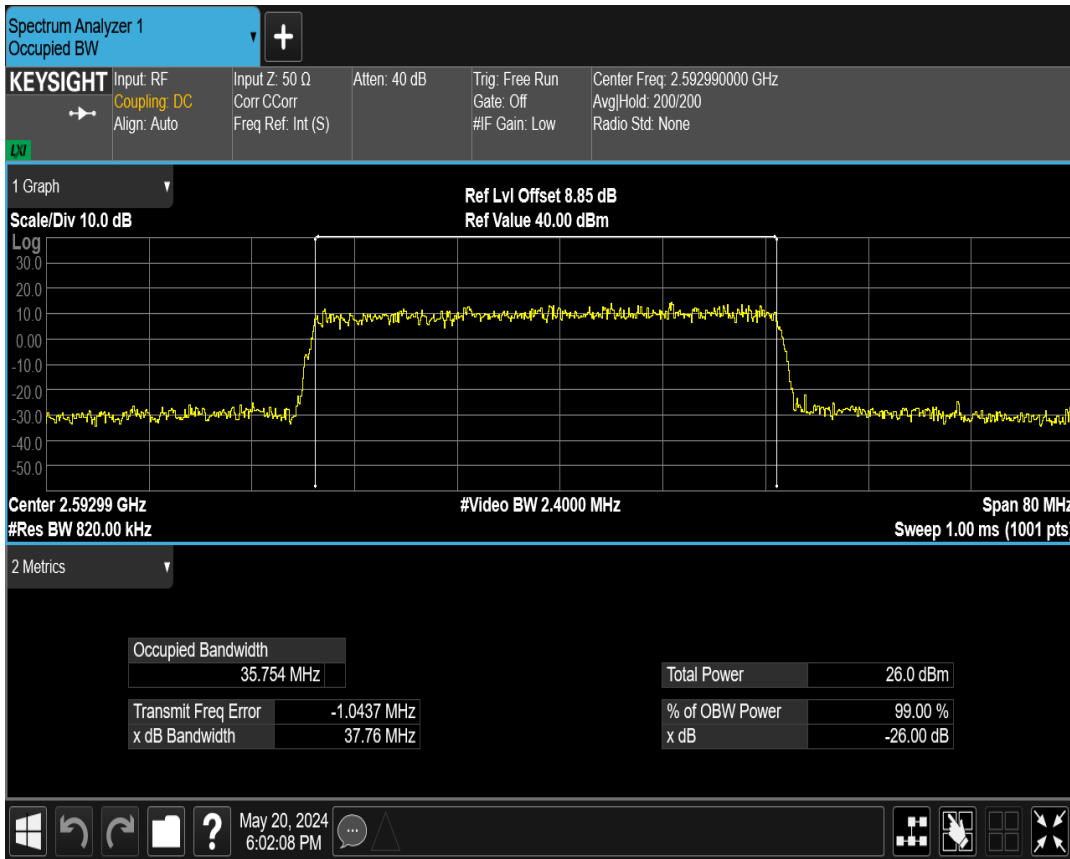 Spectrum Analyzer 1
Occupied BW
KEYSIGHT
LXI
Input: RF
Coupling: DC
Align: Auto
Input Z: 50 Ω
Corr CCorr
Freq Ref: Int (S)
Atten: 40 dB
Trig: Free Run
Gate: Off
#IF Gain: Low
Center Freq: 2.592990000 GHz
Avg|Hold: 200/200
Radio Std: None
1 Graph
Ref Lvl Offset 8.85 dB
Scale/Div 10.0 dB
Ref Value 40.00 dBm
Log
30.0
20.0
10.0
0.00
-10.0
-20.0
-30.0
-40.0
-50.0
Center 2.59299 GHz
#Video BW 2.4000 MHz
Span 80 MHz
#Res BW 820.00 kHz
Sweep 1.00 ms (1001 pts)
2 Metrics
Occupied Bandwidth
35.754 MHz
Total Power 26.0 dBm
Transmit Freq Error -1.0437 MHz
% of OBW Power 99.00 %
x dB Bandwidth 37.76 MHz
x dB -26.00 dB
May 20, 2024
6:02:08 PM